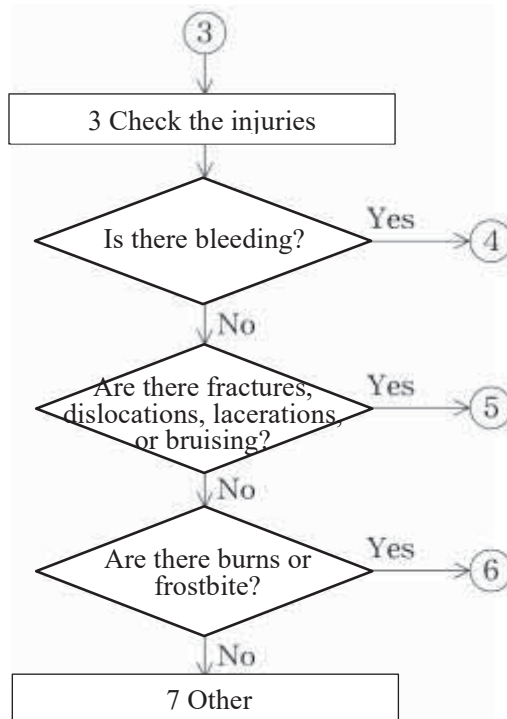 3
3 Check the injuries
Is there bleeding?
Yes
4
No
Are there fractures,
dislocations, lacerations,
or bruising?
Yes
5
No
Are there burns or
frostbite?
Yes
6
No
7 Other